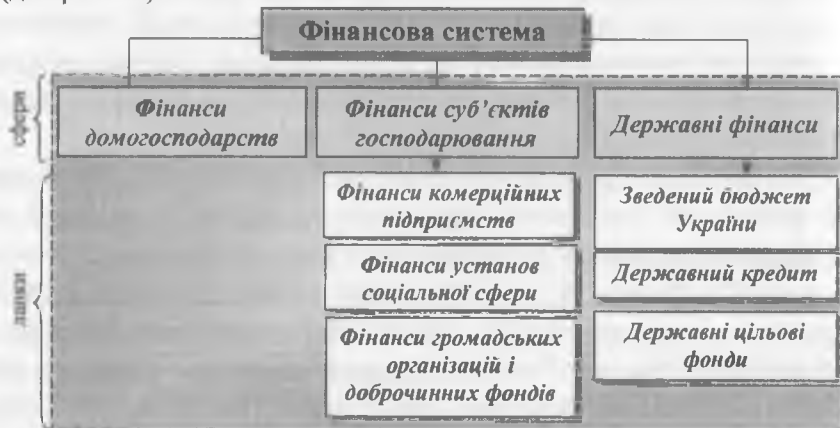 Фінансова система
сфери
Фінанси
домогосподарств
Фінанси суб’єктів
господарювання
Державні фінанси
ланки
Фінанси комерційних
підприємств
Фінанси установ
соціальної сфери
Фінанси громадських
організацій і
доброчинних фондів
Зведений бюджет
України
Державний кредит
Державні цільові
фонди